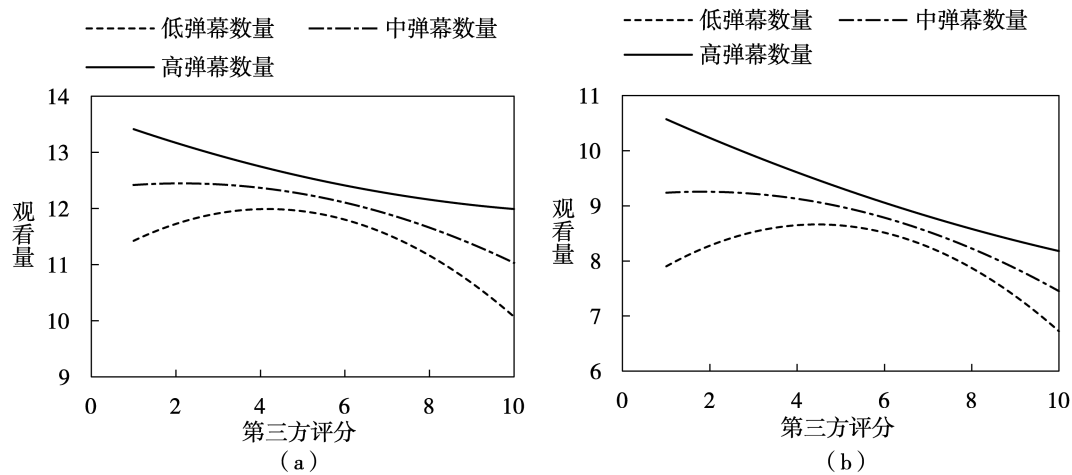 低弹幕数量 中弹幕数量
高弹幕数量
14
13
12
11
10
9
观看量
0 2 4 6 8 10
第三方评分
(a)
低弹幕数量 中弹幕数量
高弹幕数量
11
10
9
8
7
6
观看量
0 2 4 6 8 10
第三方评分
(b)